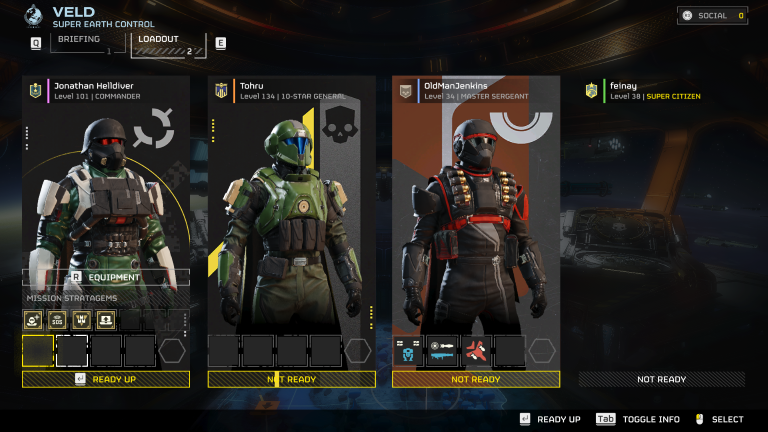 VELD
SUPER EARTH CONTROL
SOCIAL 0
Q BRIEFING 1 LOADOUT 2 E
Jonathan Helldiver
Level 101 | COMMANDER
Tohru
Level 134 | 10-STAR GENERAL
OldManJenkins
Level 34 | MASTER SERGEANT
feinay
Level 38 | SUPER CITIZEN
R EQUIPMENT
MISSION STRATAGEMS
SOS
READY UP
NOT READY
NOT READY
NOT READY
READY UP Tab TOGGLE INFO SELECT